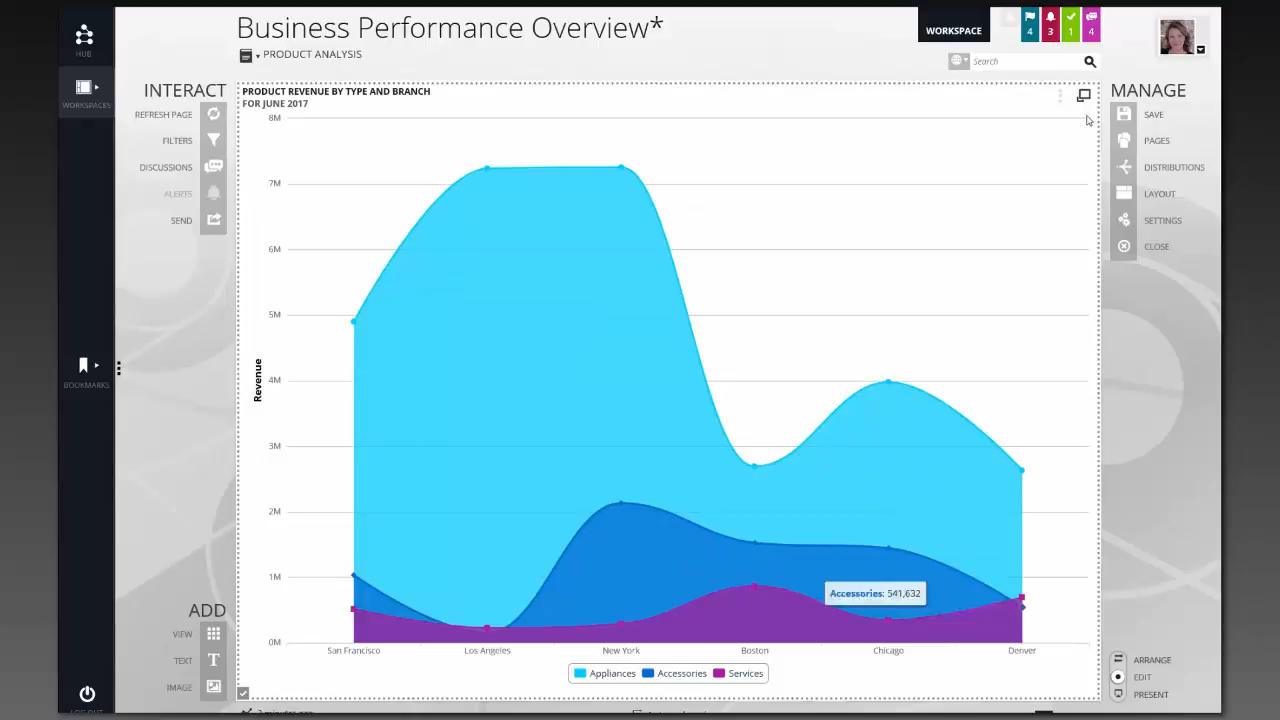 Business Performance Overview*
PRODUCT ANALYSIS
WORKSPACE
4
3
1
4
Search
HUB
WORKSPACES
BOOKMARKS
INTERACT
REFRESH PAGE
FILTERS
DISCUSSIONS
ALERTS
SEND
ADD
VIEW
TEXT
IMAGE
PRODUCT REVENUE BY TYPE AND BRANCH
FOR JUNE 2017
8M
7M
6M
5M
4M
3M
2M
1M
0M
Revenue
Accessories: 541,632
San Francisco
Los Angeles
New York
Boston
Chicago
Denver
Appliances
Accessories
Services
MANAGE
SAVE
PAGES
DISTRIBUTIONS
LAYOUT
SETTINGS
CLOSE
ARRANGE
EDIT
PRESENT